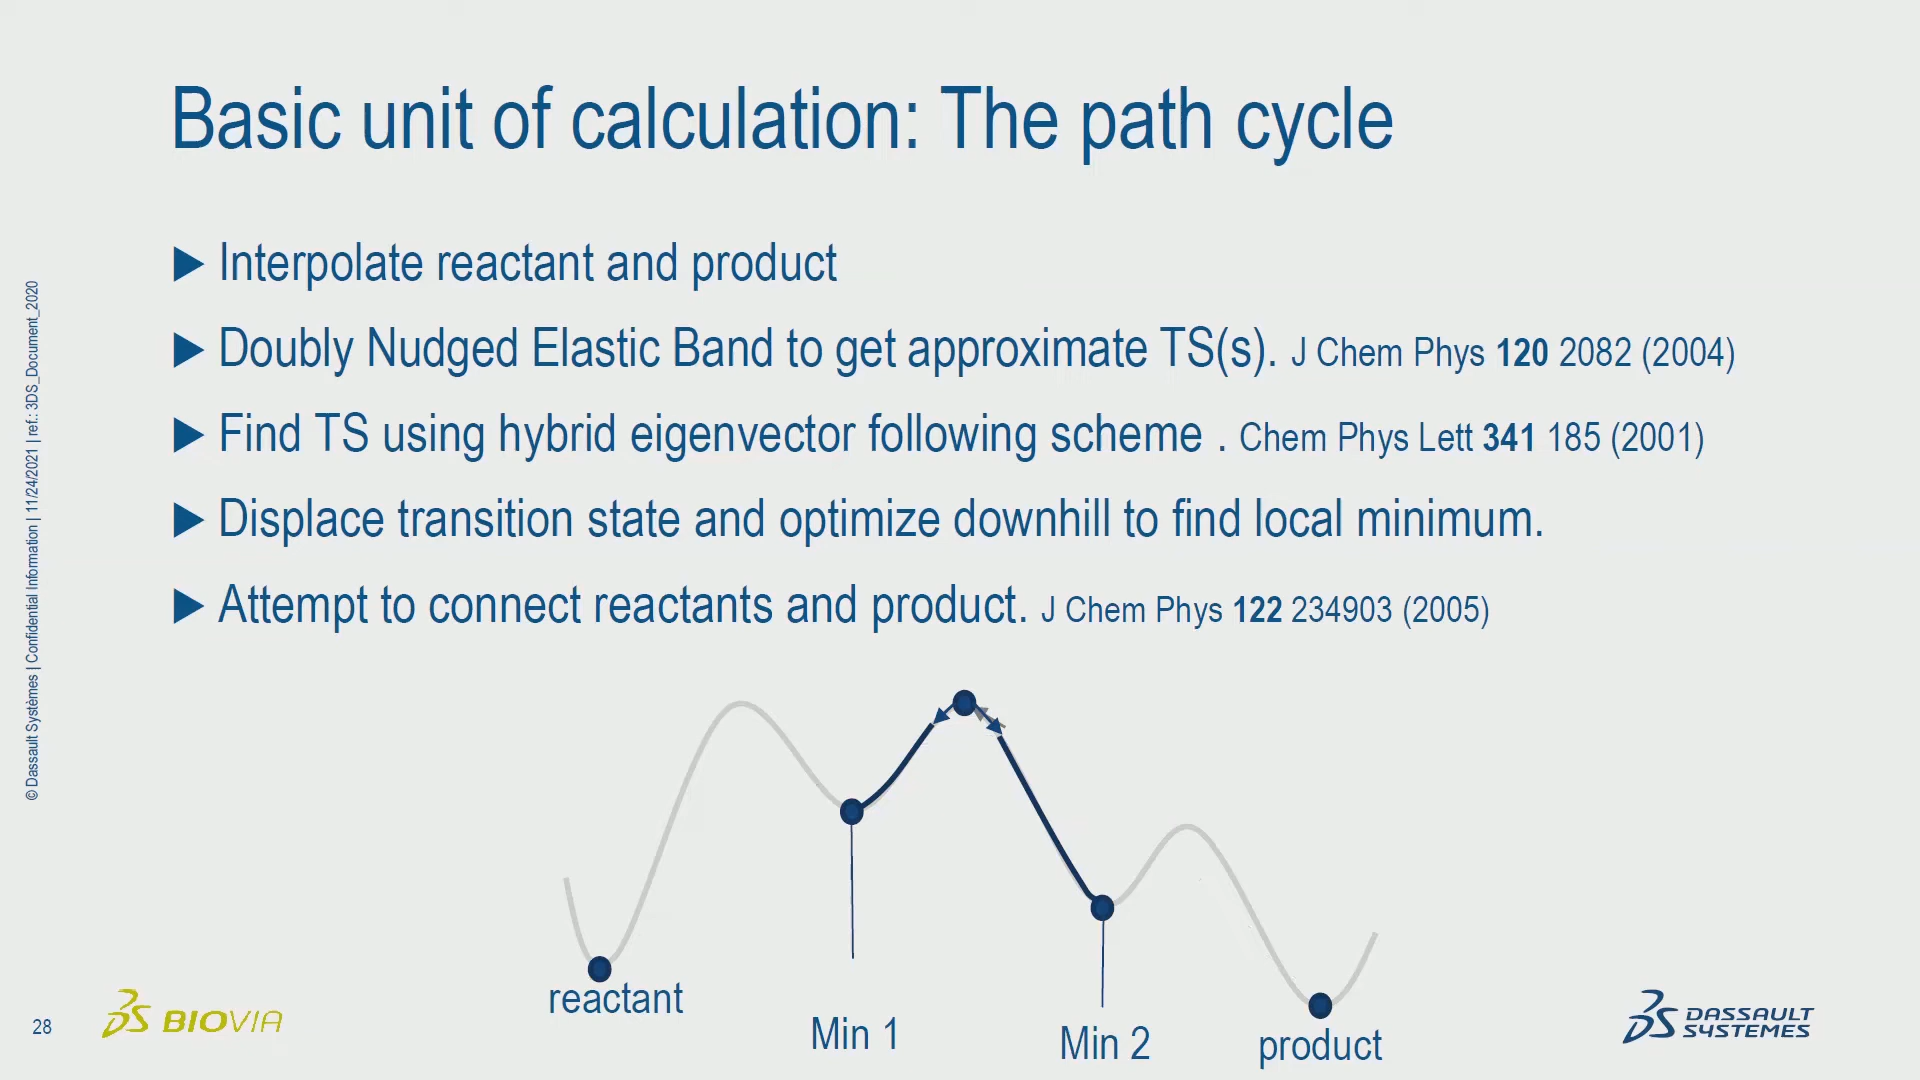 Basic unit of calculation: The path cycle
Interpolate reactant and product
Doubly Nudged Elastic Band to get approximate TS(s). J Chem Phys 120 2082 (2004)
Find TS using hybrid eigenvector following scheme . Chem Phys Lett 341 185 (2001)
Displace transition state and optimize downhill to find local minimum.
Attempt to connect reactants and product. J Chem Phys 122 234903 (2005)
reactant
Min 1
Min 2
product
© Dassault Systèmes | Confidential Information | 11/24/2021 | ref.: 3DS_Document_2020
28
3DS BIOVIA
3DS DASSAULT
SYSTEMES